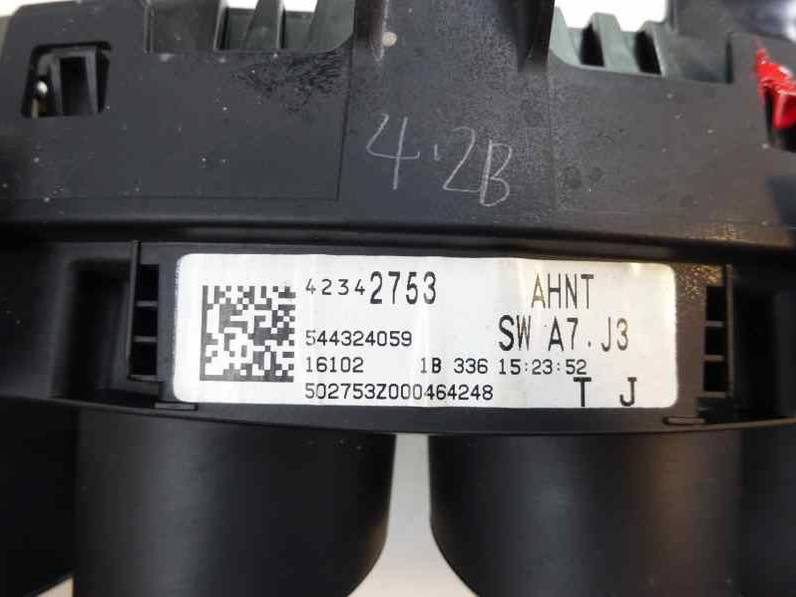 4.2B
42342753 AHNT
544324059 SW A7.J3
16102 1B 336 15:23:52
502753Z000464248 T J